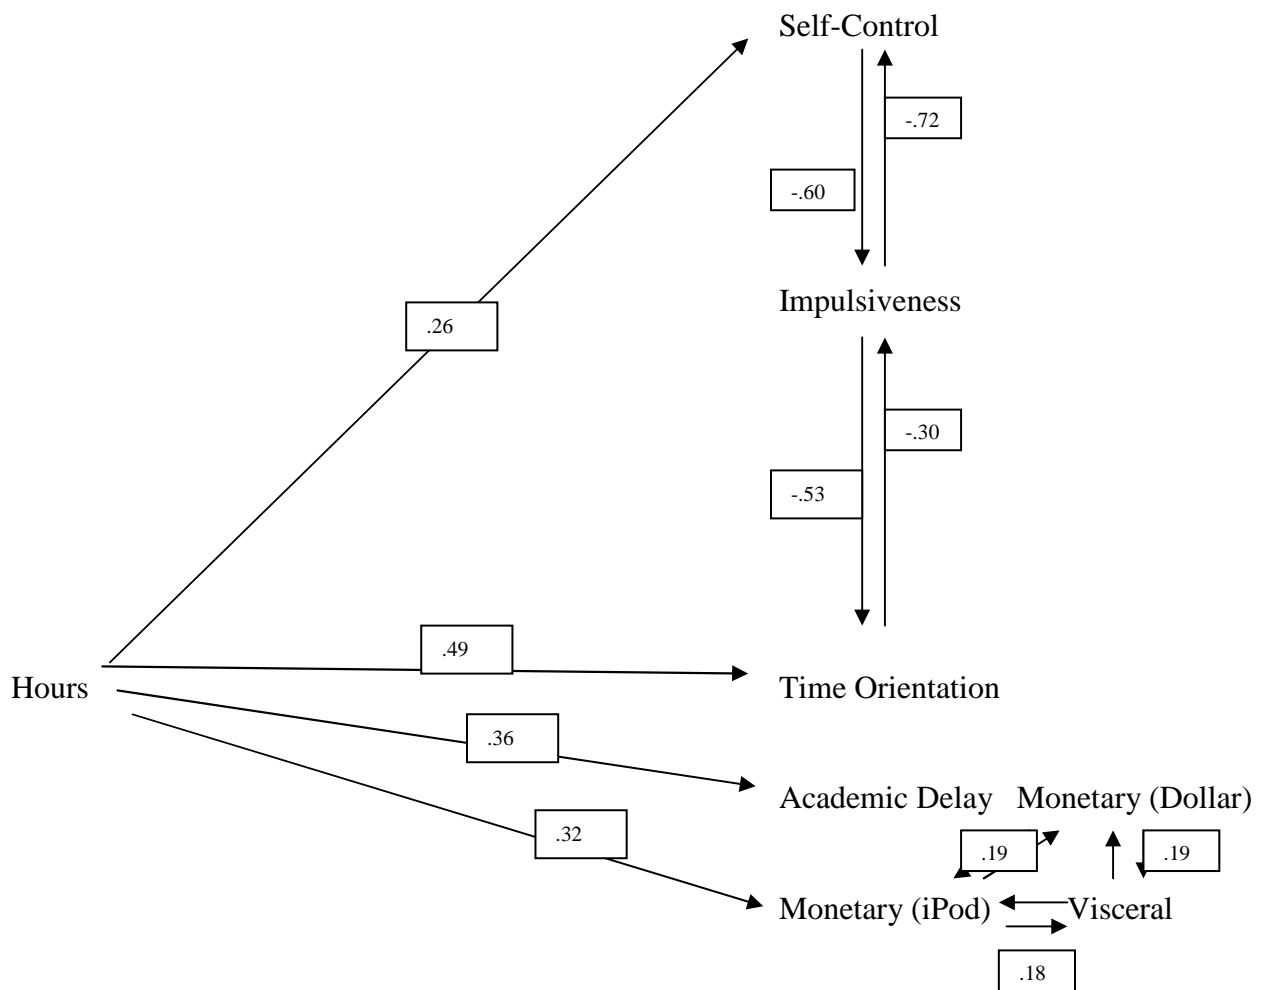 Self-Control
-.72
-.60
Impulsiveness
.26
-.30
-.53
.49
Hours
Time Orientation
.36
Academic Delay Monetary (Dollar)
.32
.19
.19
Monetary (iPod)
Visceral
.18